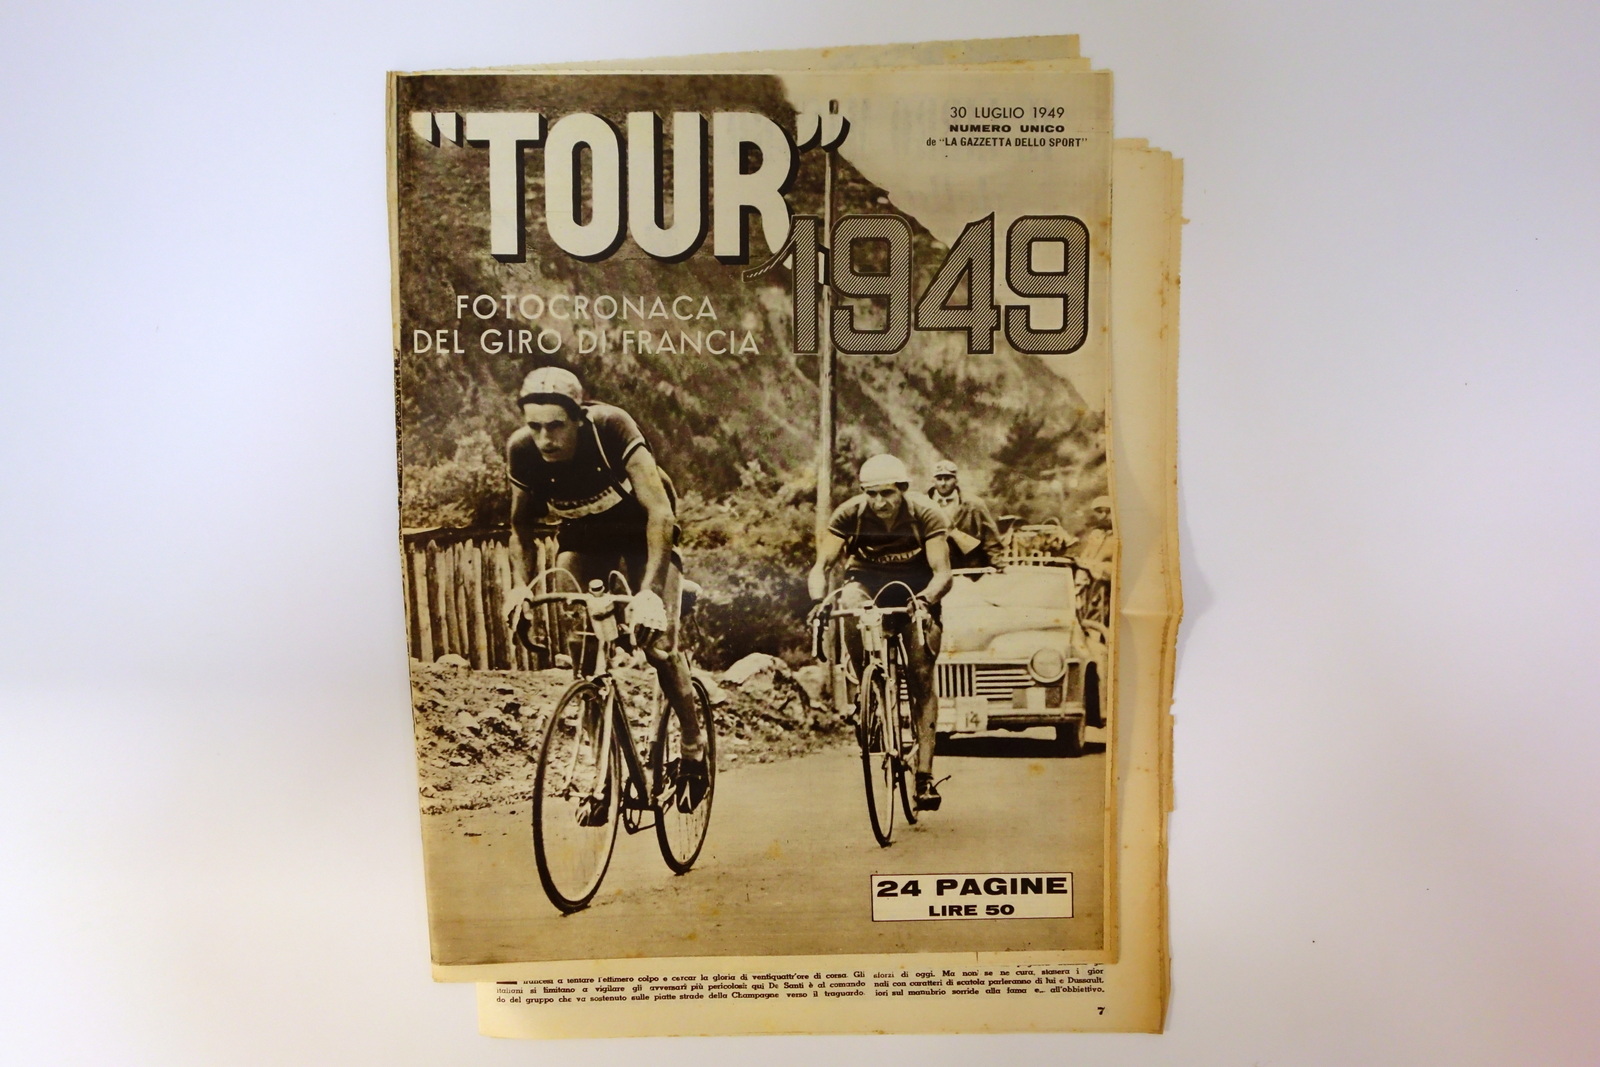 "TOUR"
1949
30 LUGLIO 1949
NUMERO UNICO
de "LA GAZZETTA DELLO SPORT"
FOTOCRONACA
DEL GIRO DI FRANCIA
14
24 PAGINE
LIRE 50
francesi a tentare l'effimero colpo e cercar la gloria di ventiquattr'ore di corsa. Gli
italiani si limitano a vigilare gli avversari più pericolosi: qui De Santi è al comando
do del gruppo che va sostenuto sulle piatte strade della Champagne verso il traguardo.
sforzi di oggi. Ma non se ne cura, stasera i gior
nali con caratteri di scatola parleranno di lui e Dussault.
iori sul manubrio sorride alla fama e... all'obbiettivo.
7